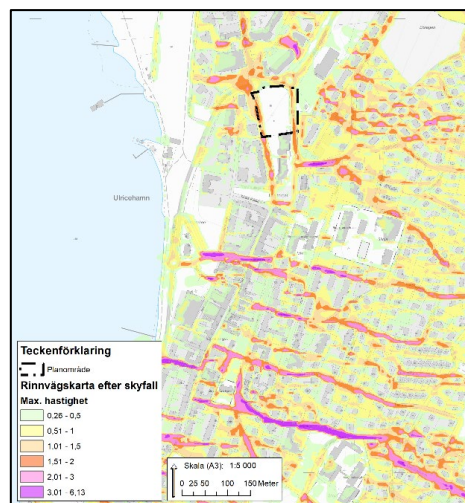 Ulricehamn
Teckenförklaring
Planområde
Rinnvägskarta efter skyfall
Max. hastighet
0,26 - 0,5
0,51 - 1
1,01 - 1,5
1,51 - 2
2,01 - 3
3,01 - 6,13
Skala (A3): 1:5 000
0 25 50 100 150 Meter